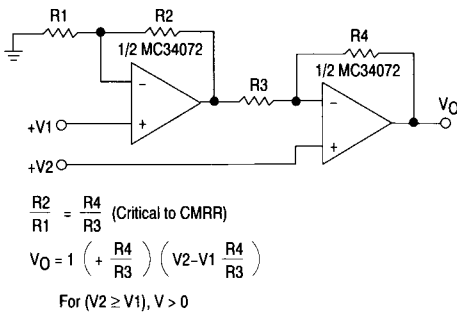 R1 R2
1/2 MC34072
R4
1/2 MC34072
R3
−
+
−
+
VO
+V1
+V2
R2/R1 = R4/R3 (Critical to CMRR)
VO = 1 ( + R4/R3 ) ( V2−V1 R4/R3 )
For (V2 ≥ V1), V > 0